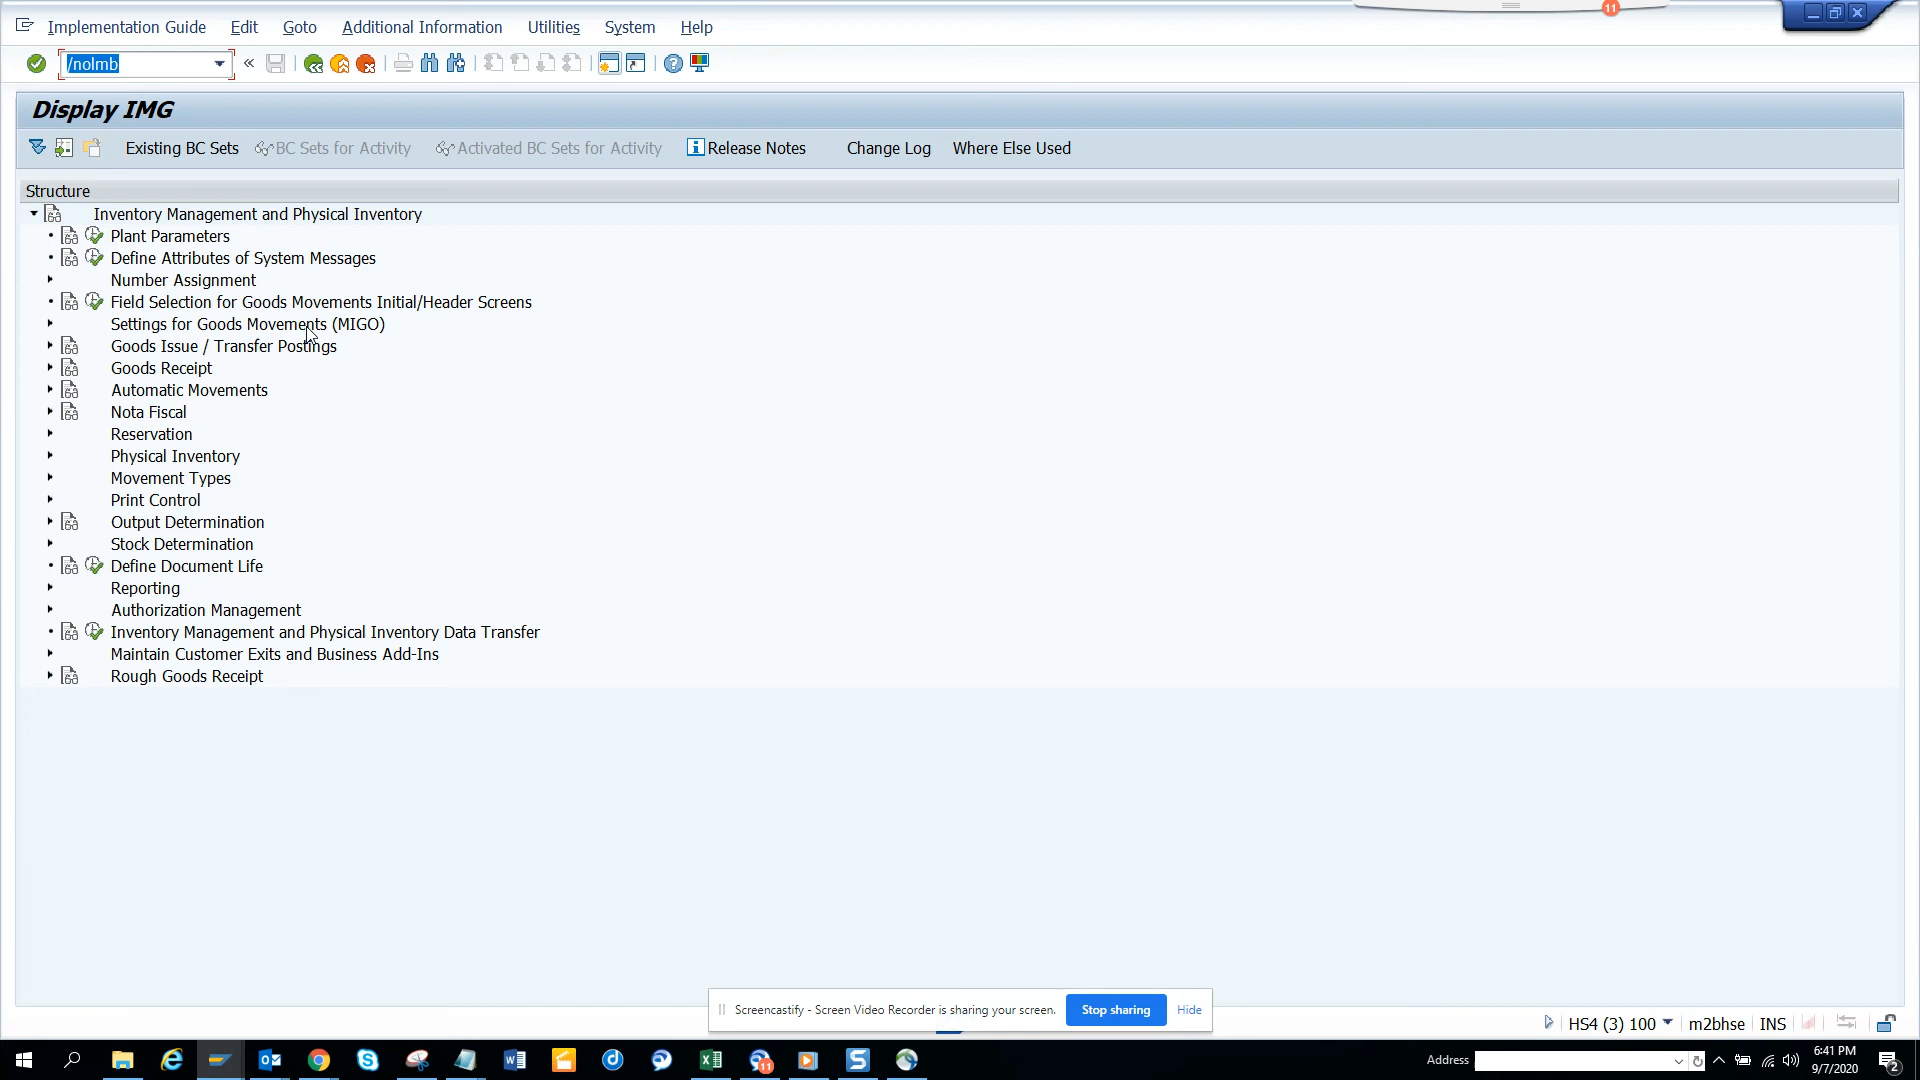 11
Implementation Guide Edit Goto Additional Information Utilities System Help
/nolmb
Display IMG
Existing BC Sets BC Sets for Activity Activated BC Sets for Activity Release Notes Change Log Where Else Used
Structure
Inventory Management and Physical Inventory
Plant Parameters
Define Attributes of System Messages
Number Assignment
Field Selection for Goods Movements Initial/Header Screens
Settings for Goods Movements (MIGO)
Goods Issue / Transfer Postings
Goods Receipt
Automatic Movements
Nota Fiscal
Reservation
Physical Inventory
Movement Types
Print Control
Output Determination
Stock Determination
Define Document Life
Reporting
Authorization Management
Inventory Management and Physical Inventory Data Transfer
Maintain Customer Exits and Business Add-Ins
Rough Goods Receipt
Screencastify - Screen Video Recorder is sharing your screen. Stop sharing Hide
HS4 (3) 100 m2bhse INS
Address
11
6:41 PM
9/7/2020
2